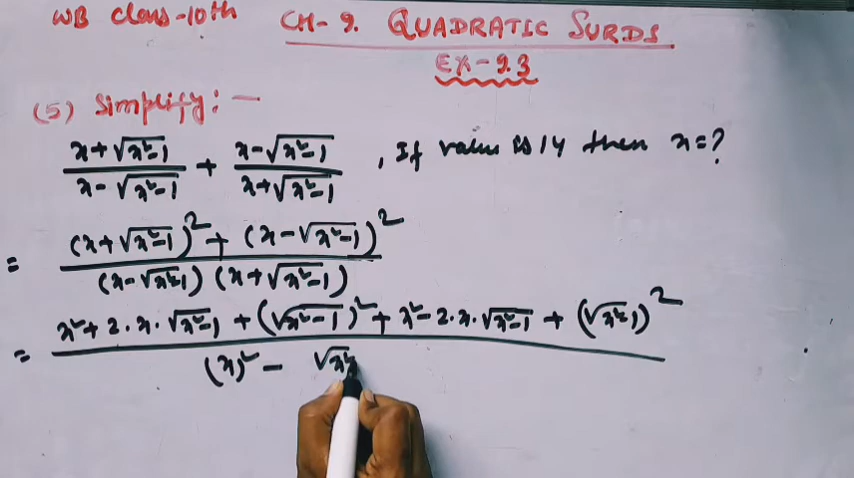 WB Class-10th CH-9. QUADRATIC SURDS
EX-9.3
(5) Simplify:-
x+√x²-1 / x-√x²-1 + x-√x²-1 / x+√x²-1 , If value is 14 then x=?
= (x+√x²-1)² + (x-√x²-1)² / (x-√x²-1) (x+√x²-1)
= x²+2·x·√x²-1 + (√x²-1)² + x²-2·x·√x²-1 + (√x²-1)² / (x)² - √x²